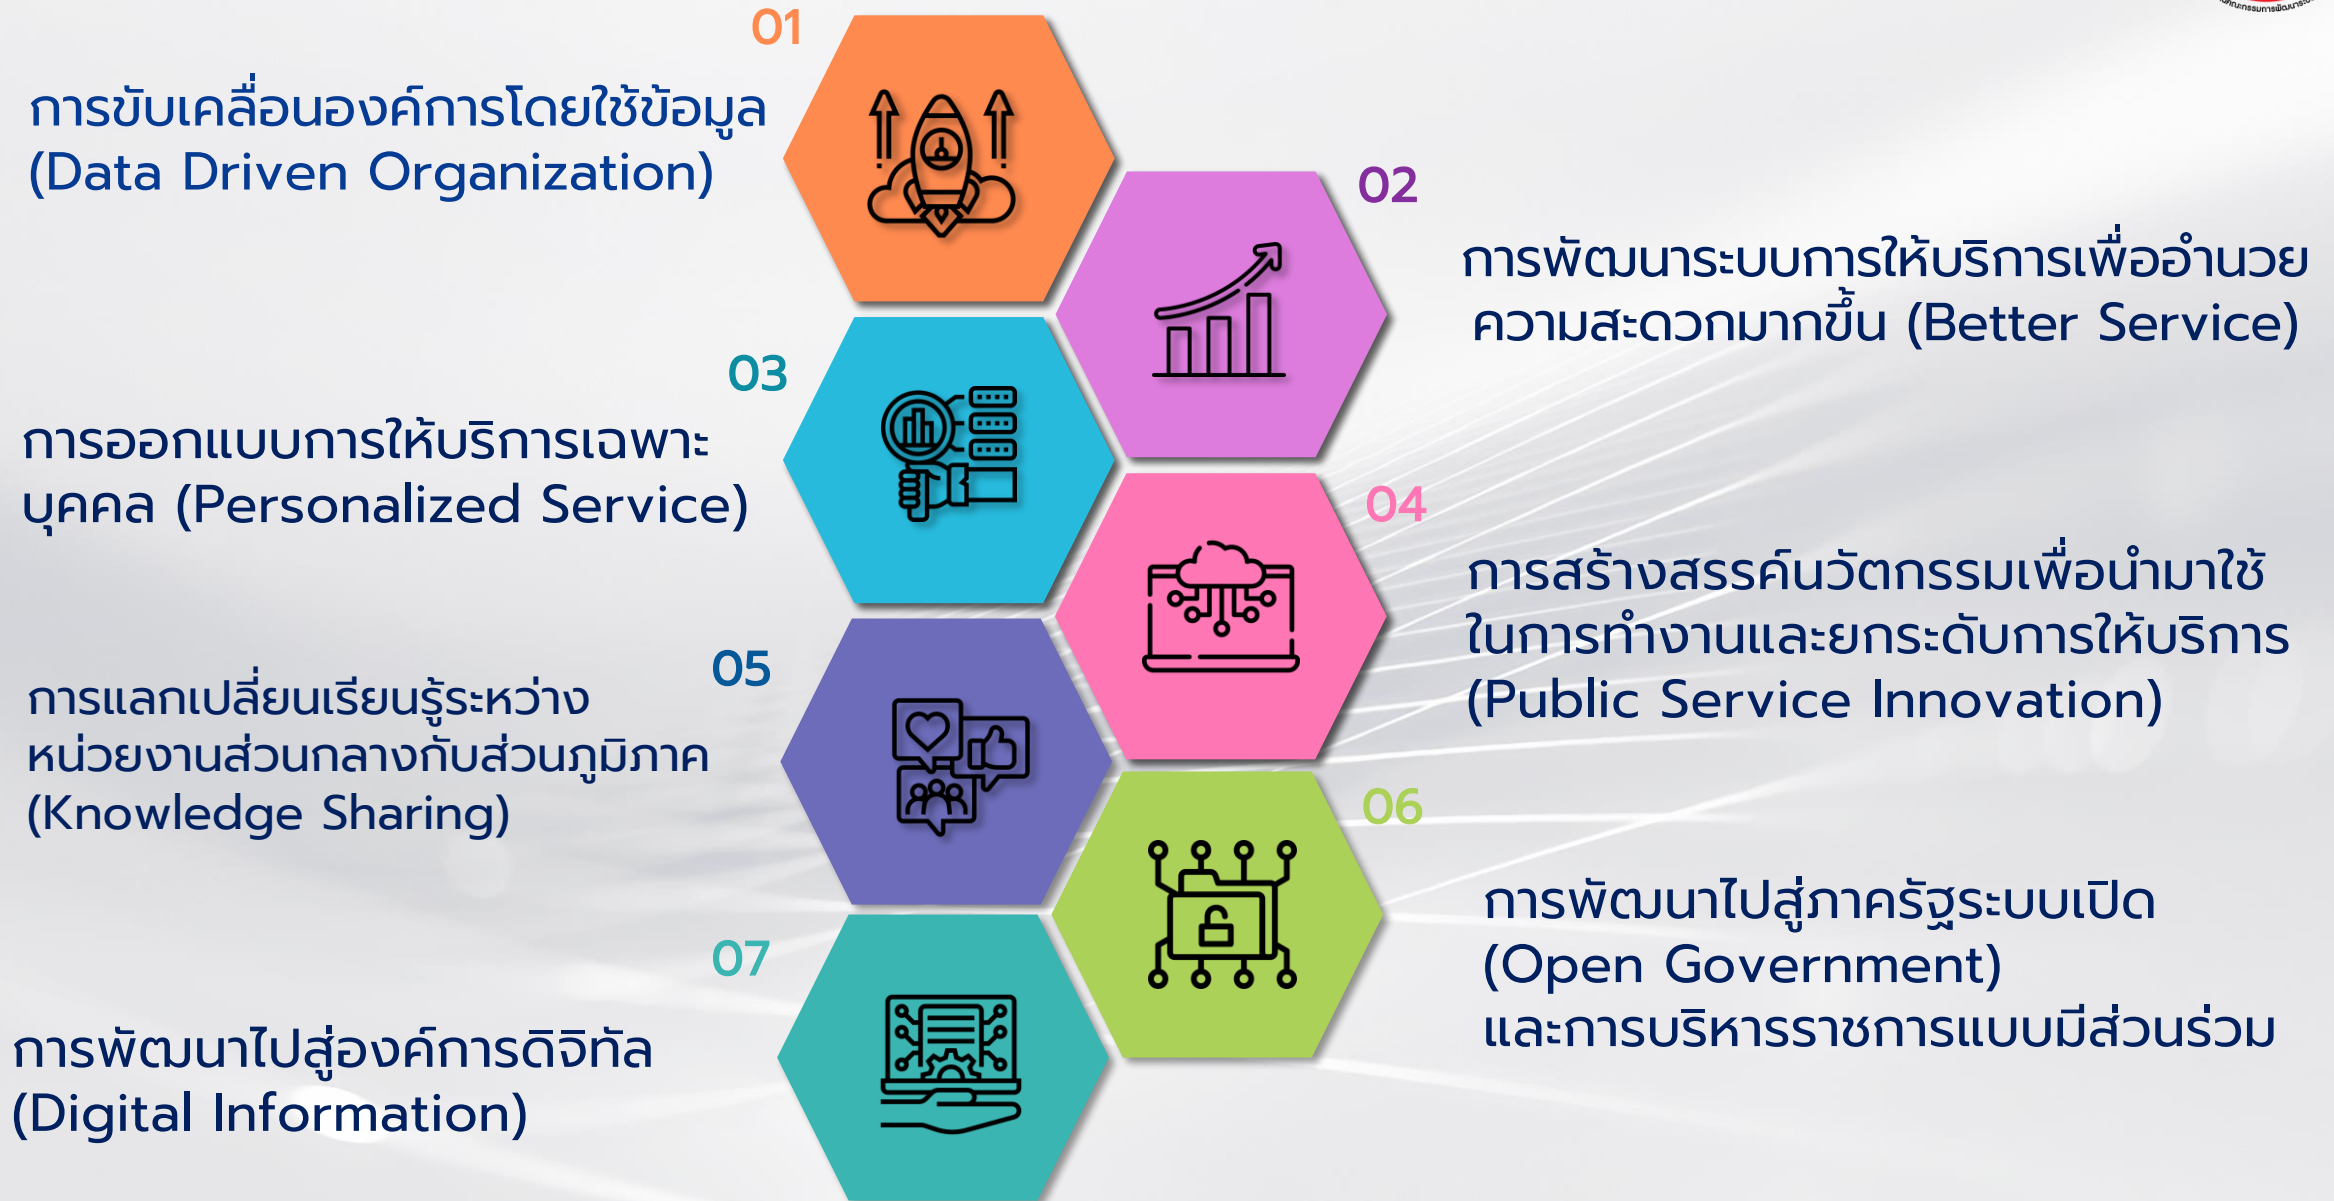 01
การขับเคลื่อนองค์การโดยใช้ข้อมูล
(Data Driven Organization)
02
การพัฒนาระบบการให้บริการเพื่ออำนวย
ความสะดวกมากขึ้น (Better Service)
03
การออกแบบการให้บริการเฉพาะ
บุคคล (Personalized Service)
04
การสร้างสรรค์นวัตกรรมเพื่อนำมาใช้
ในการทำงานและยกระดับการให้บริการ
(Public Service Innovation)
05
การแลกเปลี่ยนเรียนรู้ระหว่าง
หน่วยงานส่วนกลางกับส่วนภูมิภาค
(Knowledge Sharing)
06
การพัฒนาไปสู่ภาครัฐระบบเปิด
(Open Government)
และการบริหารราชการแบบมีส่วนร่วม
07
การพัฒนาไปสู่องค์การดิจิทัล
(Digital Information)